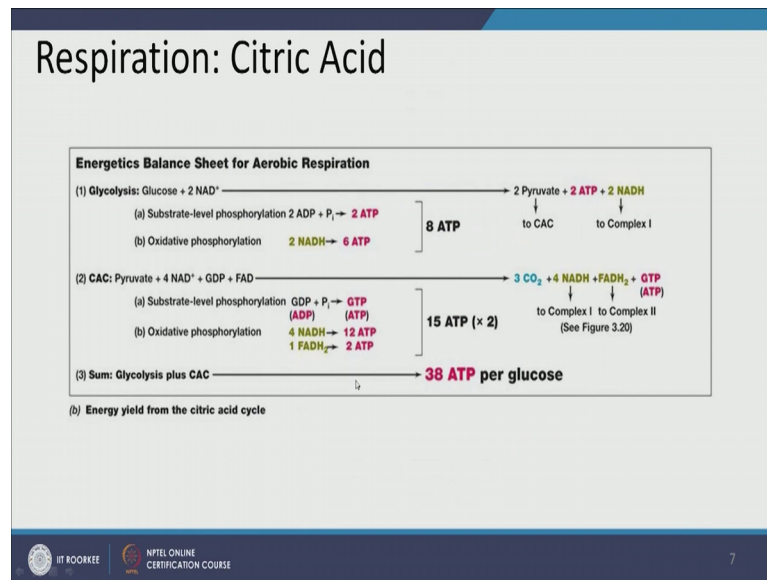 Respiration: Citric Acid
Energetics Balance Sheet for Aerobic Respiration
(1) Glycolysis: Glucose + 2 NAD⁺ → 2 Pyruvate + 2 ATP + 2 NADH
to CAC to Complex I
(a) Substrate-level phosphorylation 2 ADP + Pᵢ→ 2 ATP
8 ATP
(b) Oxidative phosphorylation 2 NADH→ 6 ATP
(2) CAC: Pyruvate + 4 NAD⁺ + GDP + FAD → 3 CO₂ +4 NADH +FADH₂ + GTP
(ATP)
to Complex I to Complex II
(See Figure 3.20)
(a) Substrate-level phosphorylation GDP + Pᵢ→ GTP
(ADP) (ATP)
15 ATP (× 2)
(b) Oxidative phosphorylation 4 NADH→ 12 ATP
1 FADH₂→ 2 ATP
(3) Sum: Glycolysis plus CAC → 38 ATP per glucose
(b) Energy yield from the citric acid cycle
IIT ROORKEE
NPTEL ONLINE
CERTIFICATION COURSE
7